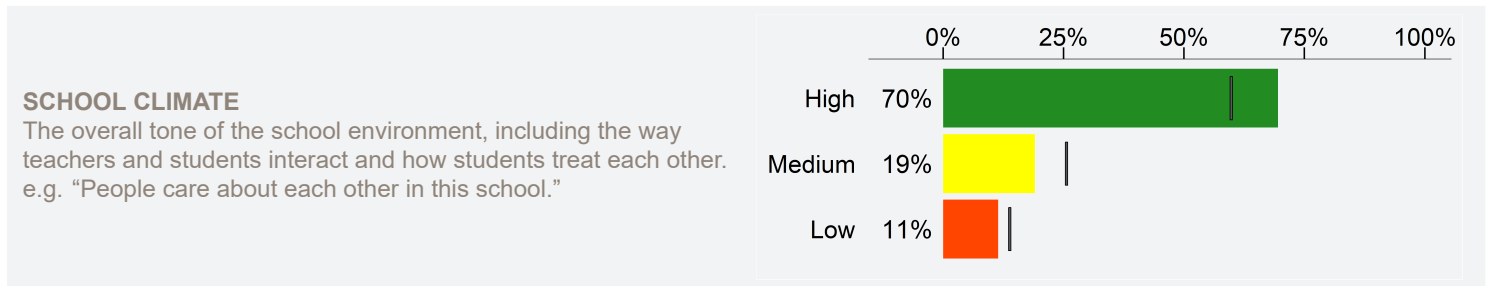 SCHOOL CLIMATE
The overall tone of the school environment, including the way
teachers and students interact and how students treat each other.
e.g. “People care about each other in this school.”
0% 25% 50% 75% 100%
High 70%
Medium 19%
Low 11%